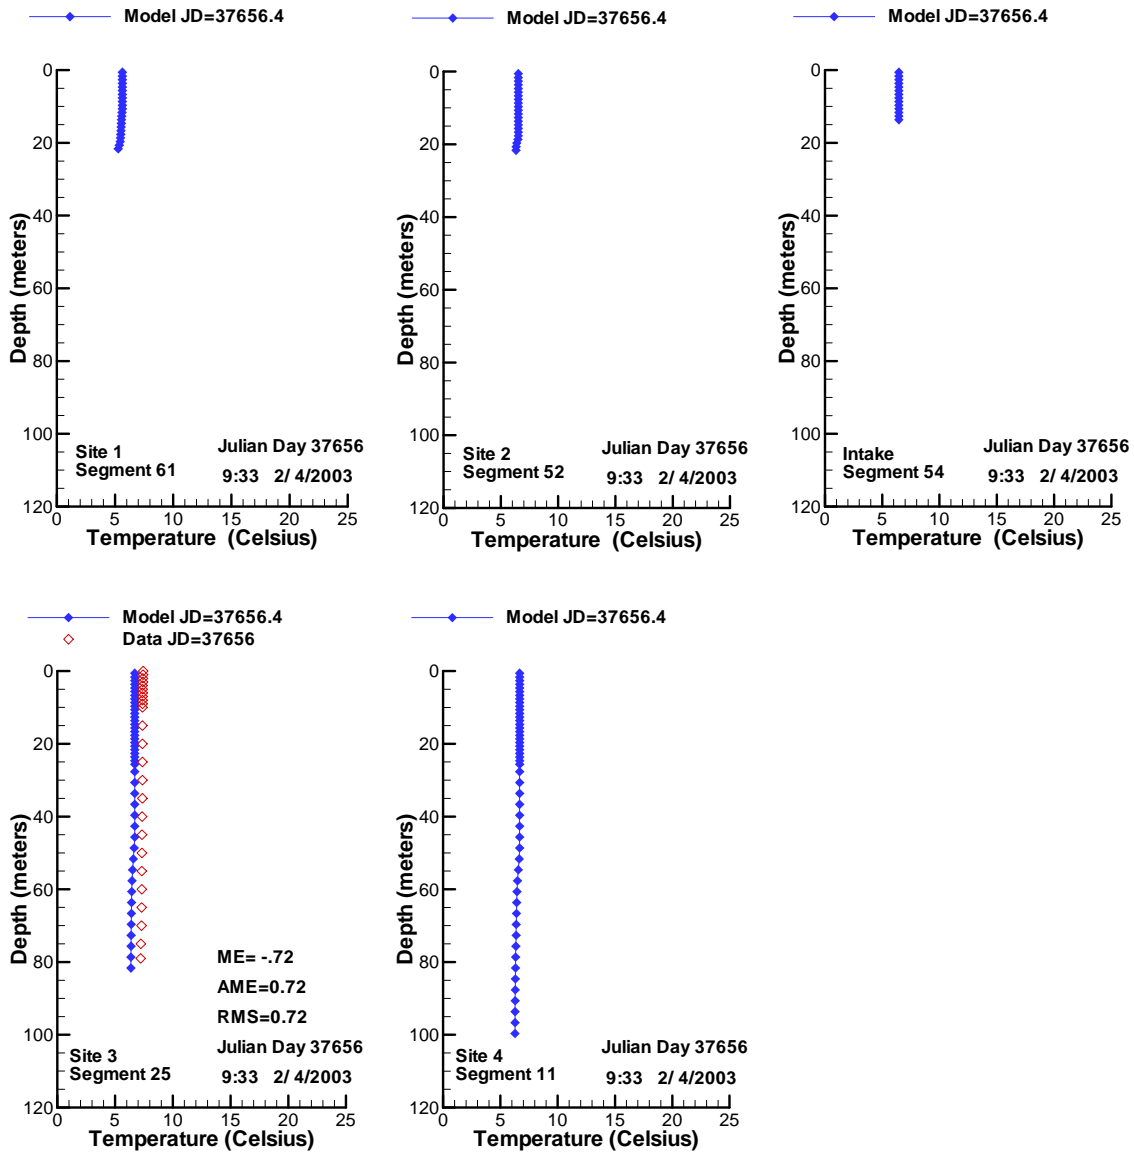 Model JD=37656.4
0
20
40
60
80
100
120
Depth (meters)
Site 1
Segment 61
Julian Day 37656
9:33 2/ 4/2003
0 5 10 15 20 25
Temperature (Celsius)
Model JD=37656.4
0
20
40
60
80
100
120
Depth (meters)
Site 2
Segment 52
Julian Day 37656
9:33 2/ 4/2003
0 5 10 15 20 25
Temperature (Celsius)
Model JD=37656.4
0
20
40
60
80
100
120
Depth (meters)
Intake
Segment 54
Julian Day 37656
9:33 2/ 4/2003
0 5 10 15 20 25
Temperature (Celsius)
Model JD=37656.4
Data JD=37656
0
20
40
60
80
100
120
Depth (meters)
ME= -.72
AME=0.72
RMS=0.72
Site 3
Segment 25
Julian Day 37656
9:33 2/ 4/2003
0 5 10 15 20 25
Temperature (Celsius)
Model JD=37656.4
0
20
40
60
80
100
120
Depth (meters)
Site 4
Segment 11
Julian Day 37656
9:33 2/ 4/2003
0 5 10 15 20 25
Temperature (Celsius)